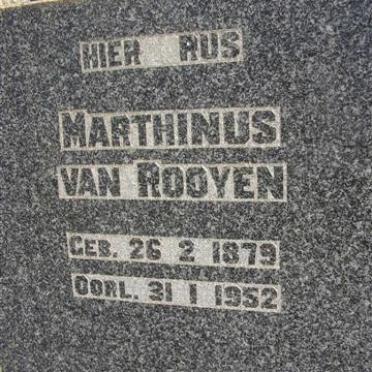 HIER RUS
MARTHINUS
VAN ROOYEN
GEB. 26 2 1879
OORL. 31 1 1952